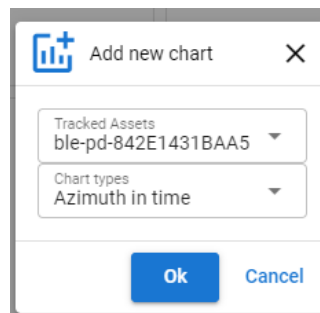 Add new chart
Tracked Assets
ble-pd-842E1431BAA5
Chart types
Azimuth in time
Ok
Cancel